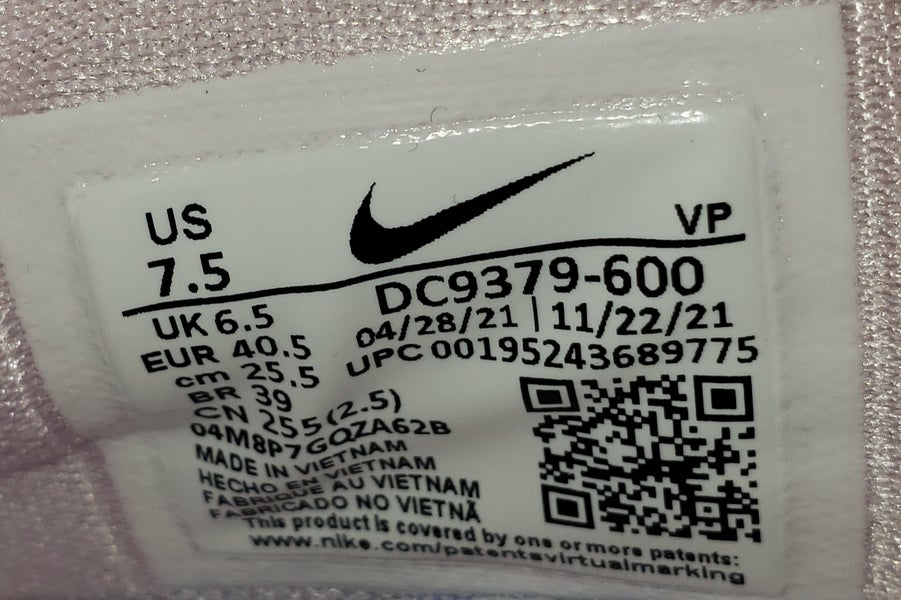 US
7.5
VP
UK 6.5
EUR 40.5
cm 25.5
BR 39
CN 255 (2.5)
04M8P7GQZA62B
DC9379-600
04/28/21 | 11/22/21
UPC 00195243689775
MADE IN VIETNAM
HECHO EN VIETNAM
FABRIQUE AU VIETNAM
FABRICADO NO VIETNÃ
This product is covered by one or more patents:
www.nike.com/patentsvirtualmarking